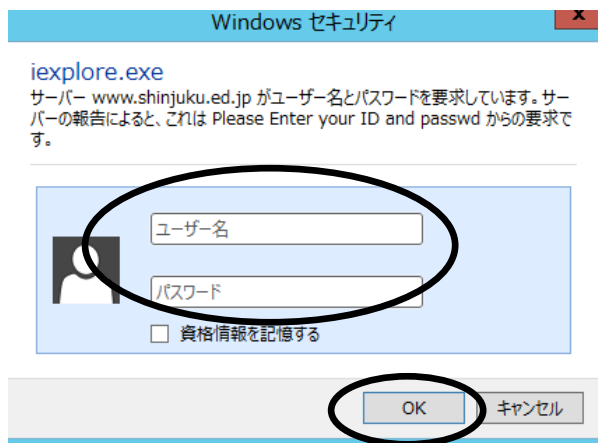 Windows セキュリティ
x
iexplore.exe
サーバー www.shinjuku.ed.jp がユーザー名とパスワードを要求しています。サー
バーの報告によると、これは Please Enter your ID and passwd からの要求で
す。
ユーザー名
パスワード
資格情報を記憶する
OK
キャンセル